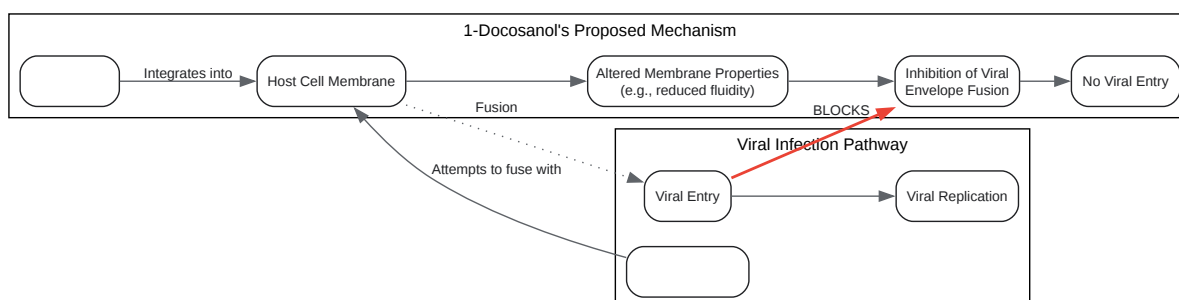 1-Docosanol's Proposed Mechanism
Integrates into
Host Cell Membrane
Altered Membrane Properties
(e.g., reduced fluidity)
Inhibition of Viral
Envelope Fusion
No Viral Entry
Fusion
BLOCKS
Viral Infection Pathway
Attempts to fuse with
Viral Entry
Viral Replication